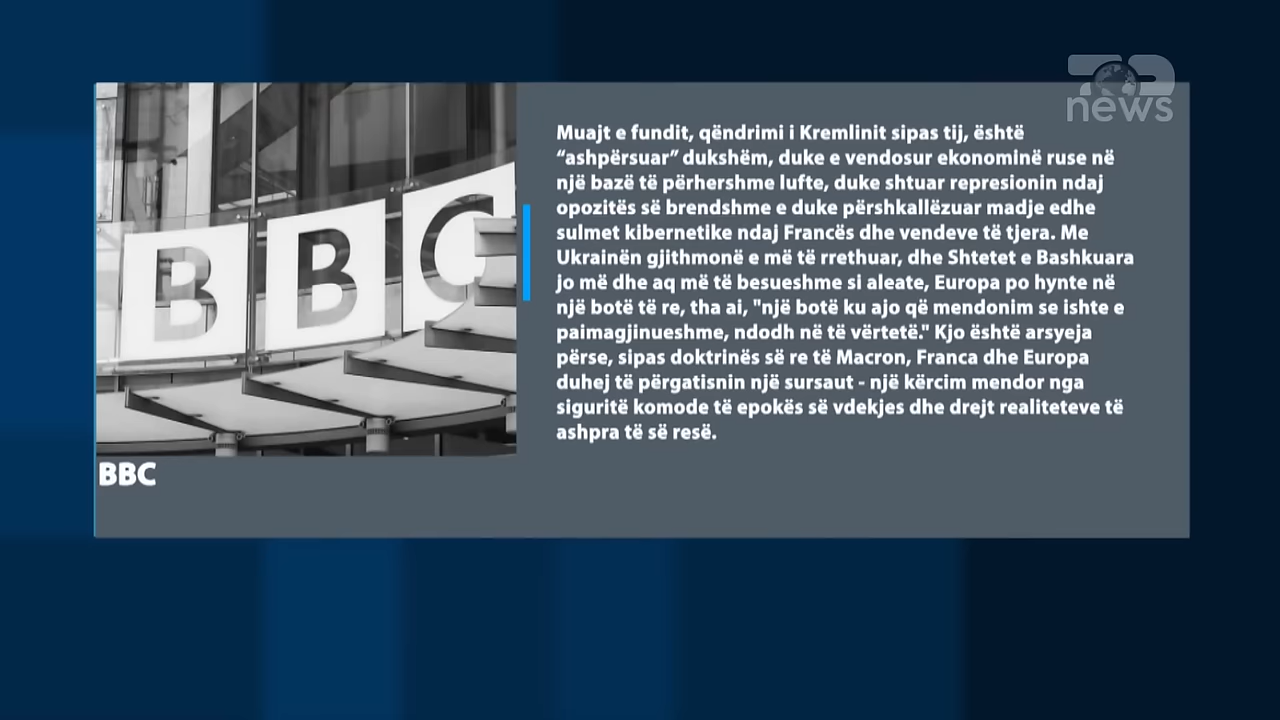 news
Muajt e fundit, qëndrimi i Kremlinit sipas tij, është
“ashpërsuar” dukshëm, duke e vendosur ekonominë ruse në
një bazë të përhershme lufte, duke shtuar represionin ndaj
opozitës së brendshme e duke përshkallëzuar madje edhe
sulmet kibernetike ndaj Francës dhe vendeve të tjera. Me
Ukrainën gjithmonë e më të rrethuar, dhe Shtetet e Bashkuara
jo më dhe aq më të besueshme si aleate, Europa po hynte në
një botë të re, tha ai, "një botë ku ajo që mendonim se ishte e
paimagjinueshme, ndodh në të vërtetë." Kjo është arsyeja
përse, sipas doktrinës së re të Macron, Franca dhe Europa
duhej të përgatisnin një sursaut - një kërcim mendor nga
siguritë komode të epokës së vdekjes dhe drejt realiteteve të
ashpra të së resë.
BBC
BBC